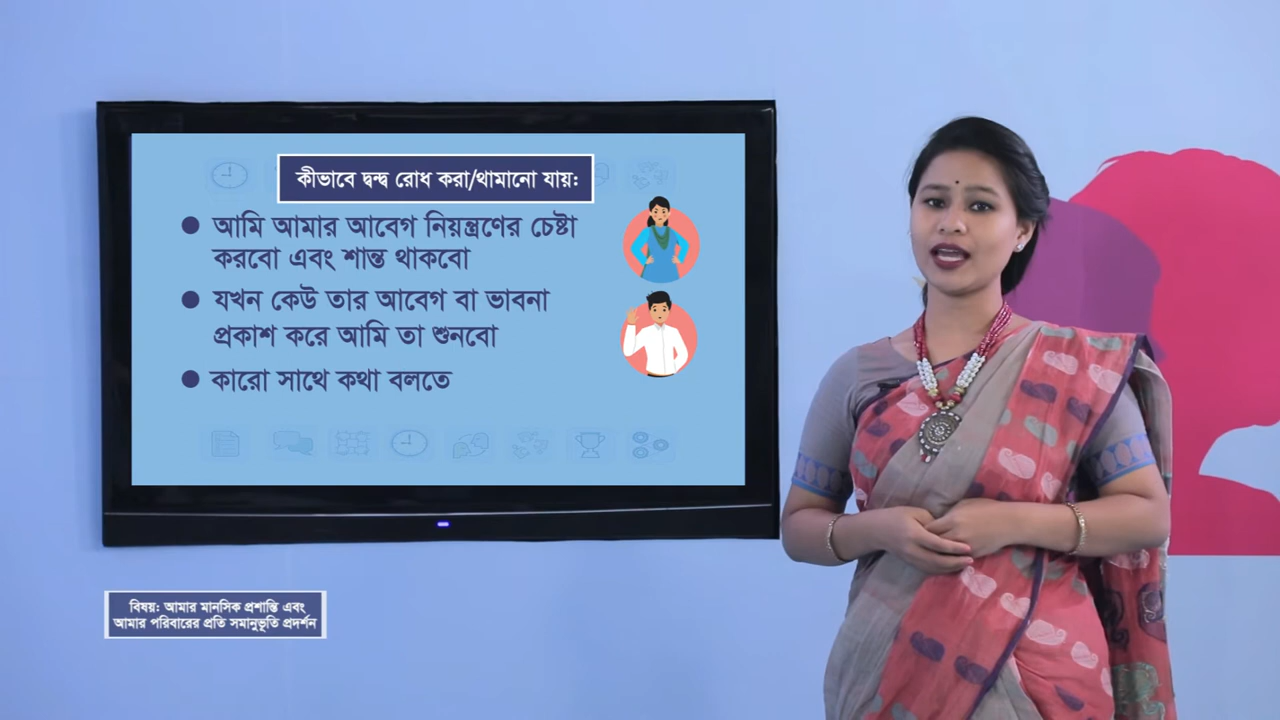 কীভাবে দ্বন্দ্ব রোধ করা/থামানো যায়:
● আমি আমার আবেগ নিয়ন্ত্রণের চেষ্টা
করবো এবং শান্ত থাকবো
● যখন কেউ তার আবেগ বা ভাবনা
প্রকাশ করে আমি তা শুনবো
● কারো সাথে কথা বলতে
বিষয়: আমার মানসিক প্রশান্তি এবং
আমার পরিবারের প্রতি সমানুভূতি প্রদর্শন